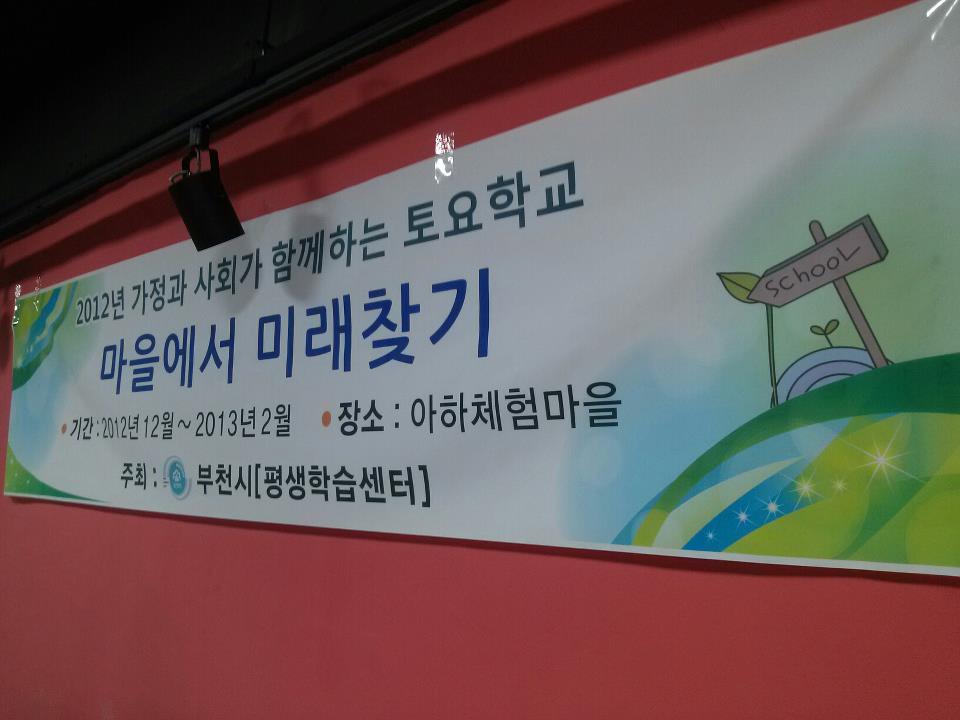 2012년 가정과 사회가 함께하는 토요학교
마을에서 미래찾기
• 기간 : 2012년 12월 ~ 2013년 2월 • 장소 : 아하체험마을
주최 : 부천시[평생학습센터]
SCHOOL